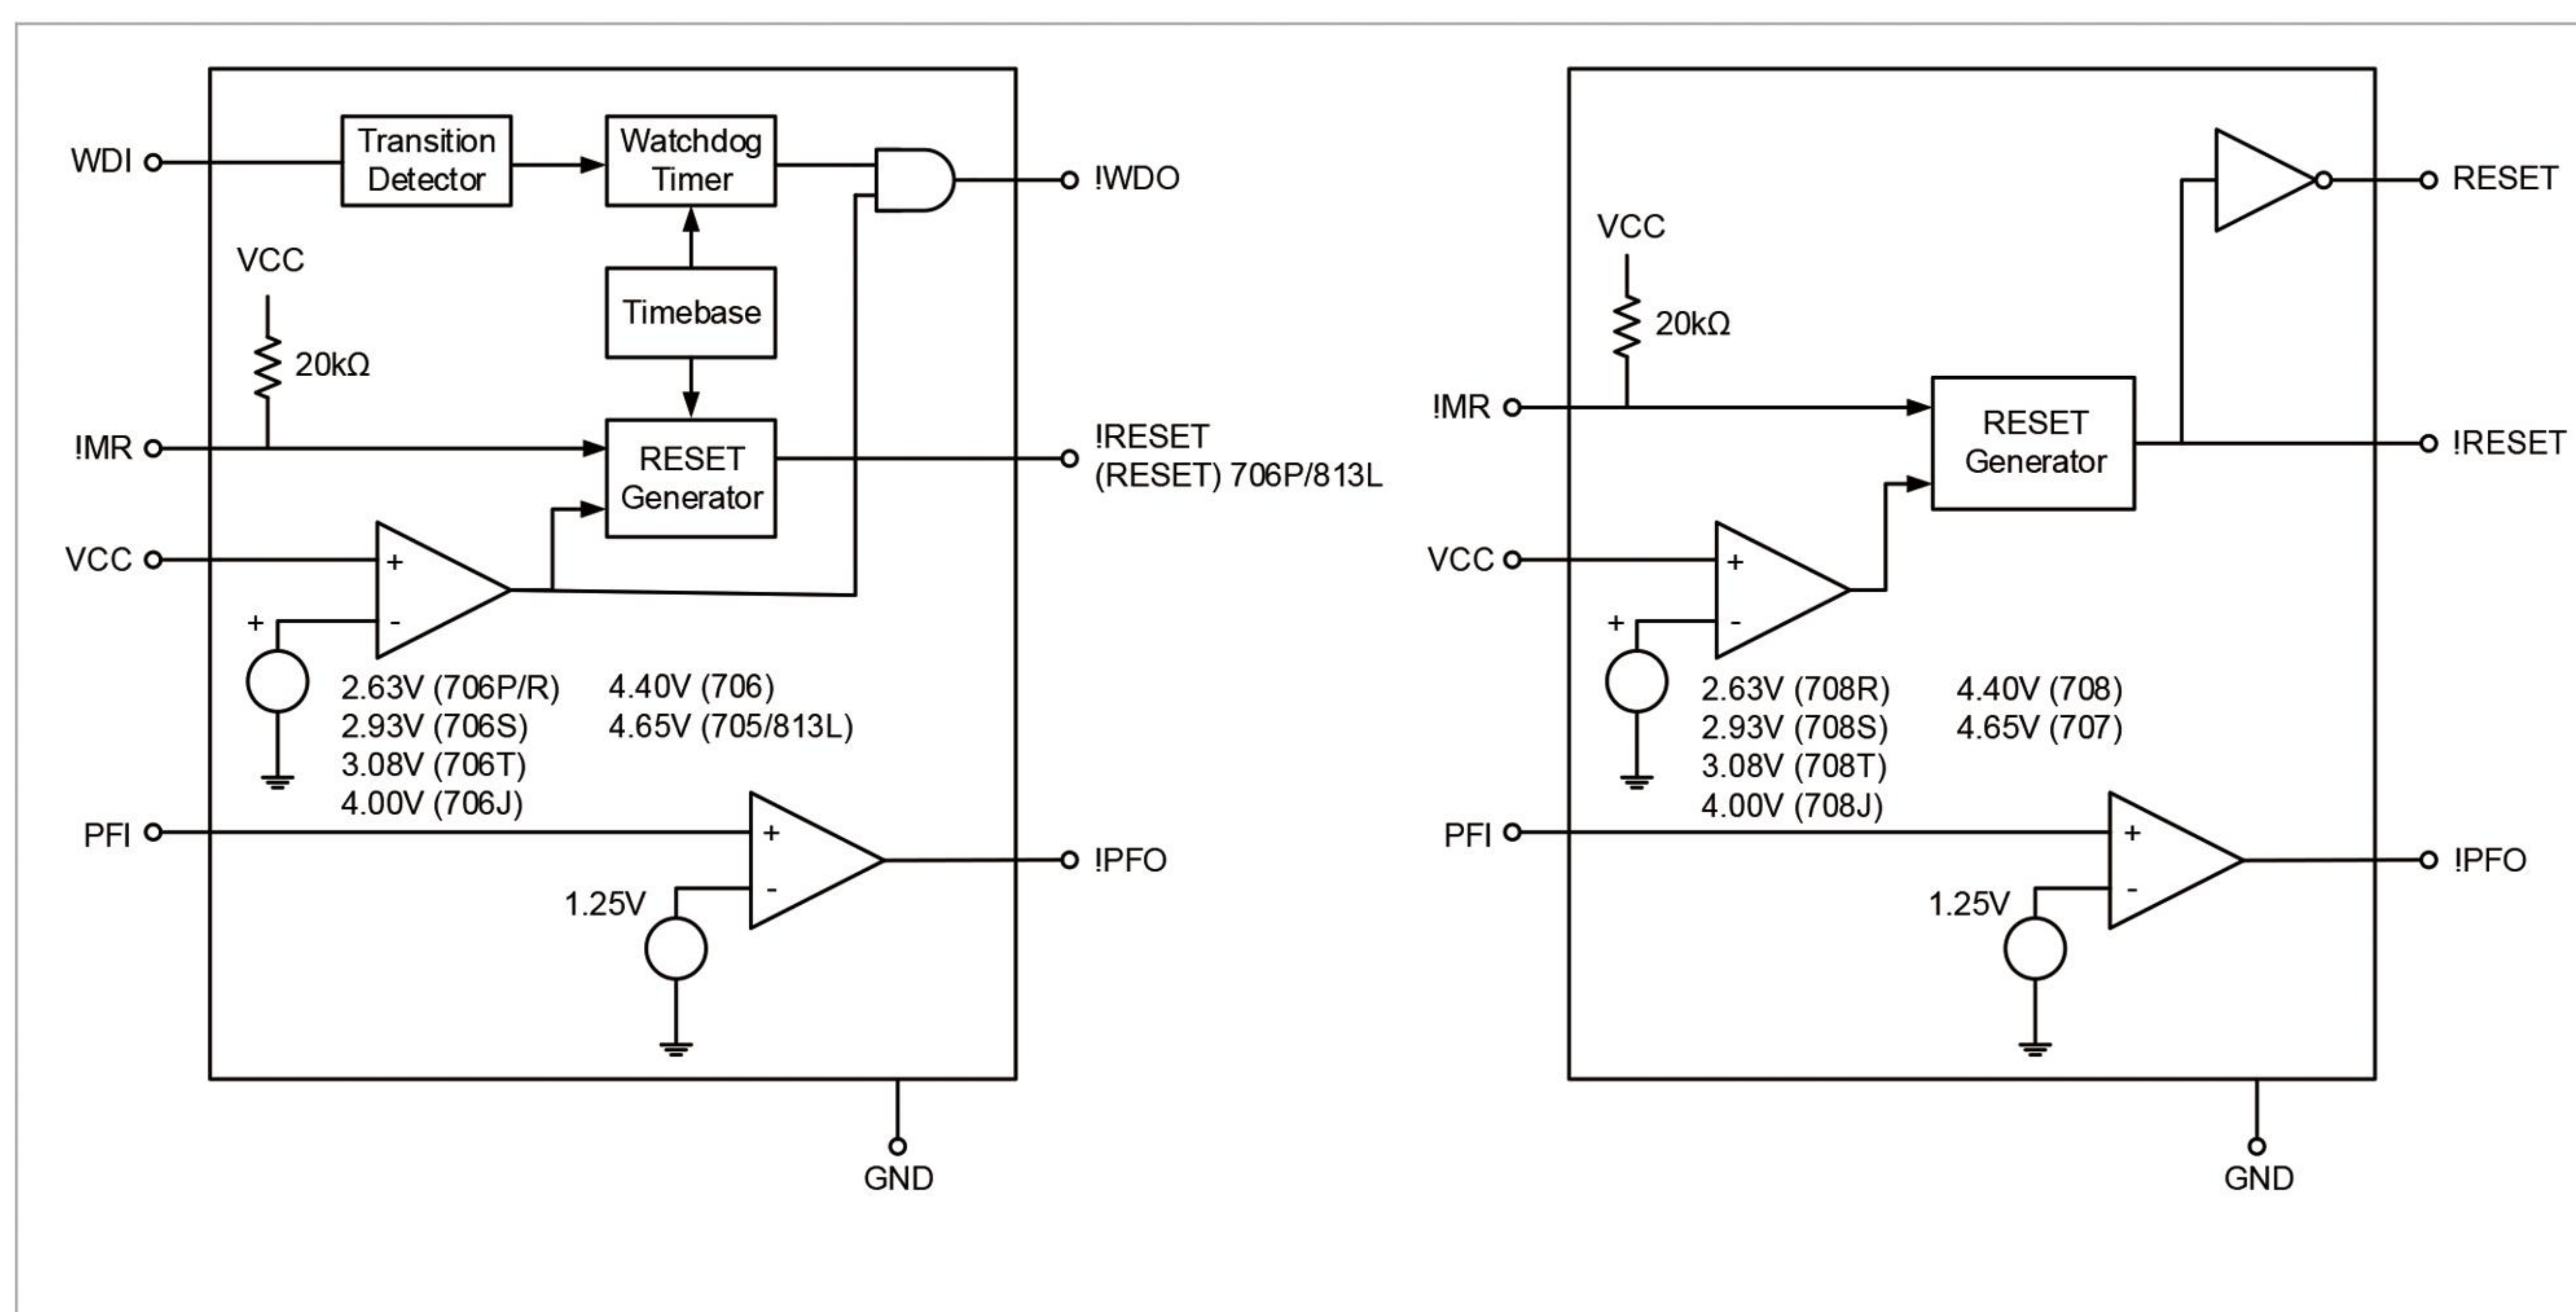 WDI
Transition
Detector
Watchdog
Timer
!WDO
VCC
20kΩ
Timebase
!MR
RESET
Generator
!RESET
(RESET) 706P/813L
VCC
+
-
+
2.63V (706P/R)
2.93V (706S)
3.08V (706T)
4.00V (706J)
4.40V (706)
4.65V (705/813L)
PFI
+
-
1.25V
!PFO
GND
RESET
VCC
20kΩ
!MR
RESET
Generator
!RESET
VCC
+
-
+
2.63V (708R)
2.93V (708S)
3.08V (708T)
4.00V (708J)
4.40V (708)
4.65V (707)
PFI
+
-
1.25V
!PFO
GND